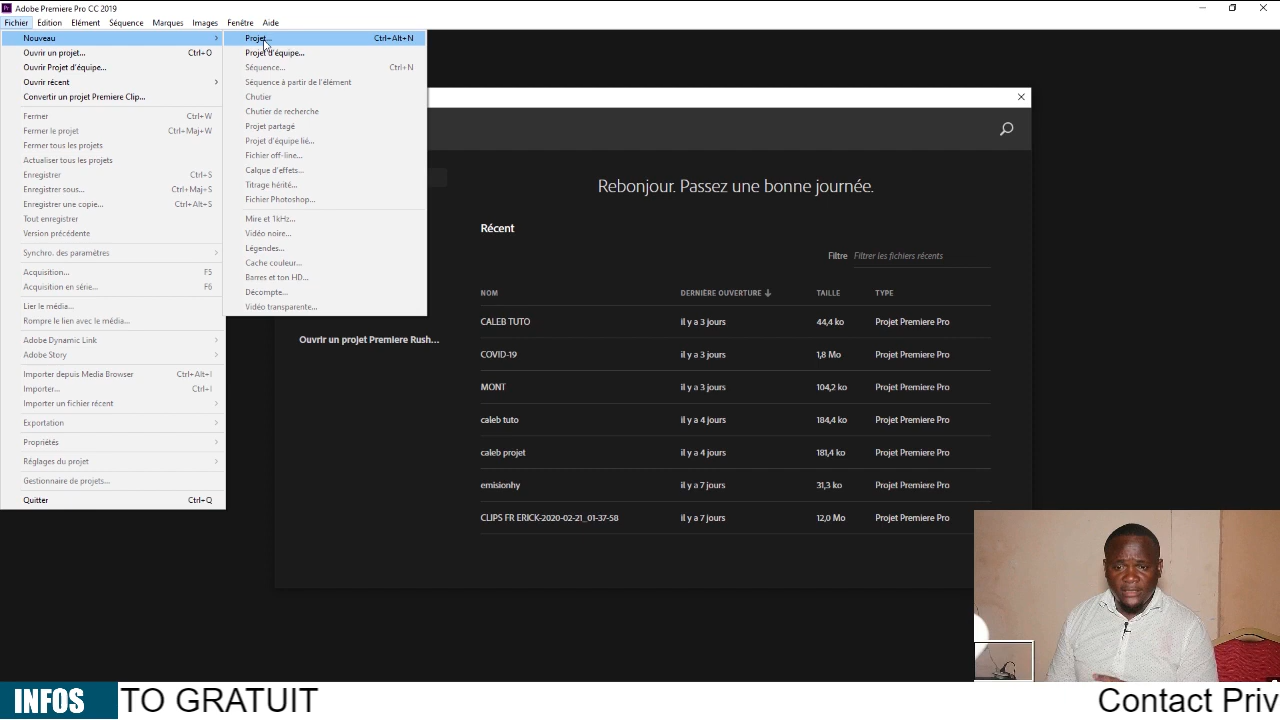 Adobe Premiere Pro CC 2019
Fichier Edition Elément Séquence Marques Images Fenêtre Aide
Nouveau
Ouvrir un projet... Ctrl+O
Ouvrir Projet d'équipe...
Ouvrir récent
Convertir un projet Premiere Clip...
Fermer Ctrl+W
Fermer le projet Ctrl+Maj+W
Fermer tous les projets
Actualiser tous les projets
Enregistrer Ctrl+S
Enregistrer sous... Ctrl+Maj+S
Enregistrer une copie... Ctrl+Alt+S
Tout enregistrer
Version précédente
Synchro. des paramètres
Acquisition... F5
Acquisition en série... F6
Lier le média...
Rompre le lien avec le média...
Adobe Dynamic Link
Adobe Story
Importer depuis Media Browser Ctrl+Alt+I
Importer... Ctrl+I
Importer un fichier récent
Exportation
Propriétés
Réglages du projet
Gestionnaire de projets...
Quitter Ctrl+Q
Projet... Ctrl+Alt+N
Projet d'équipe...
Séquence... Ctrl+N
Séquence à partir de l'élément
Chutier
Chutier de recherche
Projet partagé
Projet d'équipe lié...
Fichier off-line...
Calque d'effets...
Titrage hérité...
Fichier Photoshop...
Mire et 1kHz...
Vidéo noire...
Légendes...
Cache couleur...
Barres et ton HD...
Décompte...
Vidéo transparente...
Ouvrir un projet Premiere Rush...
Rebonjour. Passez une bonne journée.
Récent
Filtre Filtrer les fichiers récents
NOM DERNIÈRE OUVERTURE TAILLE TYPE
CALEB TUTO il y a 3 jours 44,4 ko Projet Premiere Pro
COVID-19 il y a 3 jours 1,8 Mo Projet Premiere Pro
MONT il y a 3 jours 104,2 ko Projet Premiere Pro
caleb tuto il y a 4 jours 184,4 ko Projet Premiere Pro
caleb projet il y a 4 jours 181,4 ko Projet Premiere Pro
emisionhy il y a 7 jours 31,3 ko Projet Premiere Pro
CLIPS FR ERICK-2020-02-21_01-37-58 il y a 7 jours 12,0 Mo Projet Premiere Pro
INFOS TO GRATUIT Contact Priv